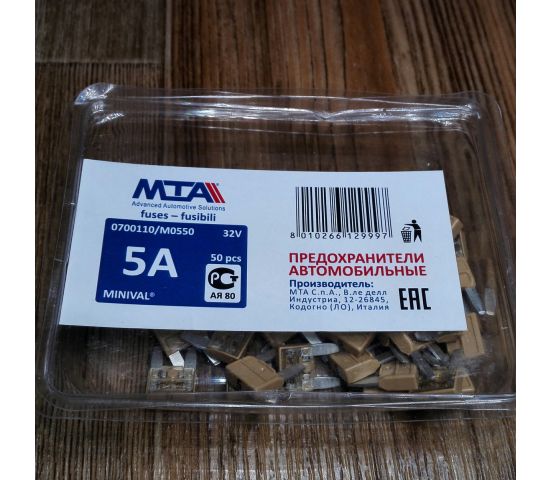 MTA
Advanced Automotive Solutions
fuses – fusibili
0700110/M0550 32V
5A 50 pcs
MINIVAL®
РСТ
АЯ 80
8 010266 129997
ПРЕДОХРАНИТЕЛИ
АВТОМОБИЛЬНЫЕ
Производитель:
МТА С.п.А., В.ле делл
Индустриа, 12-26845,
Кодогно (ЛО), Италия
EAC